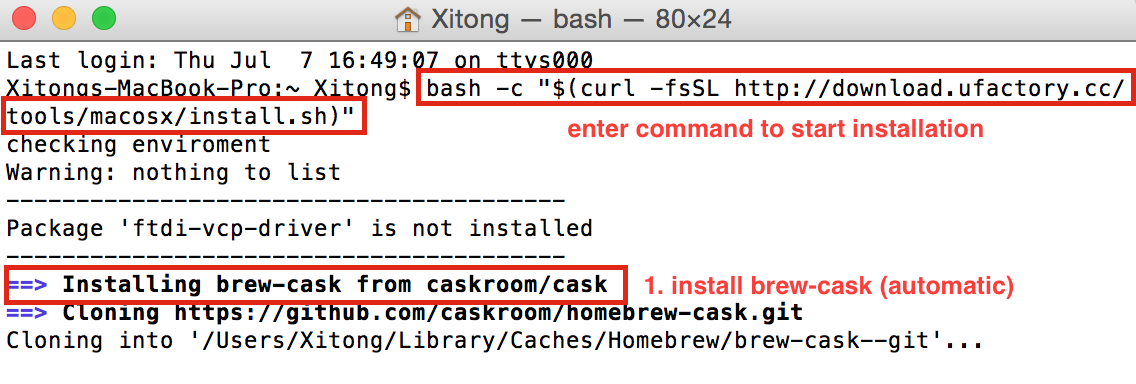 Xitong — bash — 80×24
Last login: Thu Jul  7 16:49:07 on ttys000
Xitongs-MacBook-Pro:~ Xitong$ bash -c "$(curl -fsSL http://download.ufactory.cc/
tools/macosx/install.sh)"
enter command to start installation
checking enviroment
Warning: nothing to list
----------------------------------------
Package 'ftdi-vcp-driver' is not installed
----------------------------------------
==> Installing brew-cask from caskroom/cask
1. install brew-cask (automatic)
==> Cloning https://github.com/caskroom/homebrew-cask.git
Cloning into '/Users/Xitong/Library/Caches/Homebrew/brew-cask--git'...